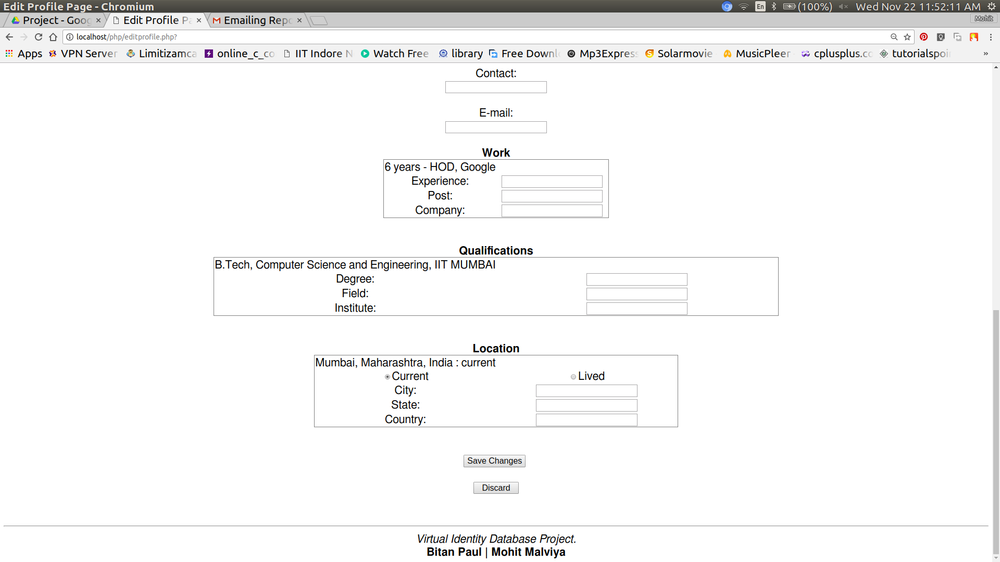 Edit Profile Page - Chromium
En (100%) Wed Nov 22 11:52:11 AM
Project - Goog × Edit Profile Pa × Emailing Repo × Mohit
localhost/php/editprofile.php?
Apps VPN Server Limitizamca online_c_co IIT Indore N Watch Free library Free Downl Mp3Express Solarmovie MusicPleer cplusplus.co tutorialspoin »
Contact:
E-mail:
Work
6 years - HOD, Google
Experience:
Post:
Company:
Qualifications
B.Tech, Computer Science and Engineering, IIT MUMBAI
Degree:
Field:
Institute:
Location
Mumbai, Maharashtra, India : current
Current Lived
City:
State:
Country:
Save Changes
Discard
Virtual Identity Database Project.
Bitan Paul | Mohit Malviya